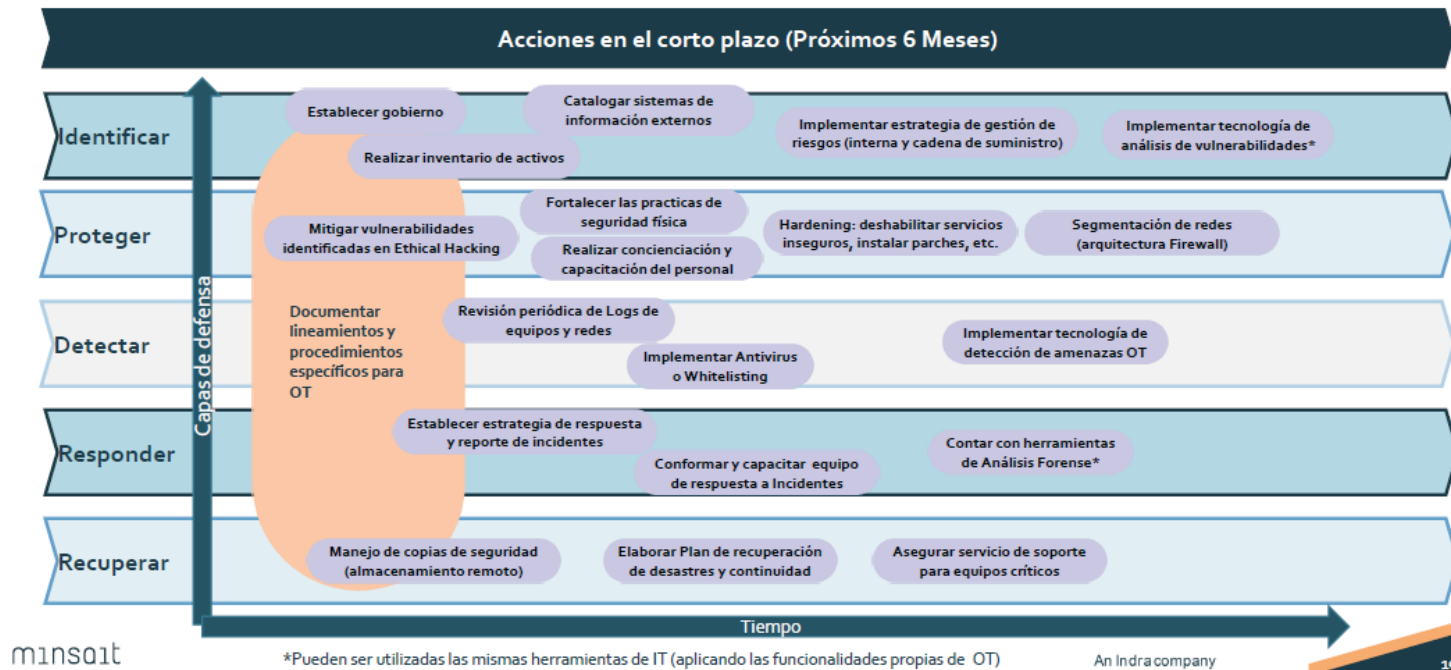 Acciones en el corto plazo (Próximos 6 Meses)
Identificar
Establecer gobierno
Realizar inventario de activos
Catalogar sistemas de
información externos
Implementar estrategia de gestión de
riesgos (interna y cadena de suministro)
Implementar tecnología de
análisis de vulnerabilidades*
Proteger
Mitigar vulnerabilidades
identificadas en Ethical Hacking
Fortalecer las practicas de
seguridad física
Realizar concienciación y
capacitación del personal
Hardening: deshabilitar servicios
inseguros, instalar parches, etc.
Segmentación de redes
(arquitectura Firewall)
Capas de defensa
Documentar
lineamientos y
procedimientos
específicos para
OT
Detectar
Revisión periódica de Logs de
equipos y redes
Implementar Antivirus
o Whitelisting
Implementar tecnología de
detección de amenazas OT
Responder
Establecer estrategia de respuesta
y reporte de incidentes
Conformar y capacitar equipo
de respuesta a Incidentes
Contar con herramientas
de Análisis Forense*
Recuperar
Manejo de copias de seguridad
(almacenamiento remoto)
Elaborar Plan de recuperación
de desastres y continuidad
Asegurar servicio de soporte
para equipos críticos
Tiempo
minsait
*Pueden ser utilizadas las mismas herramientas de IT (aplicando las funcionalidades propias de OT)
An Indra company